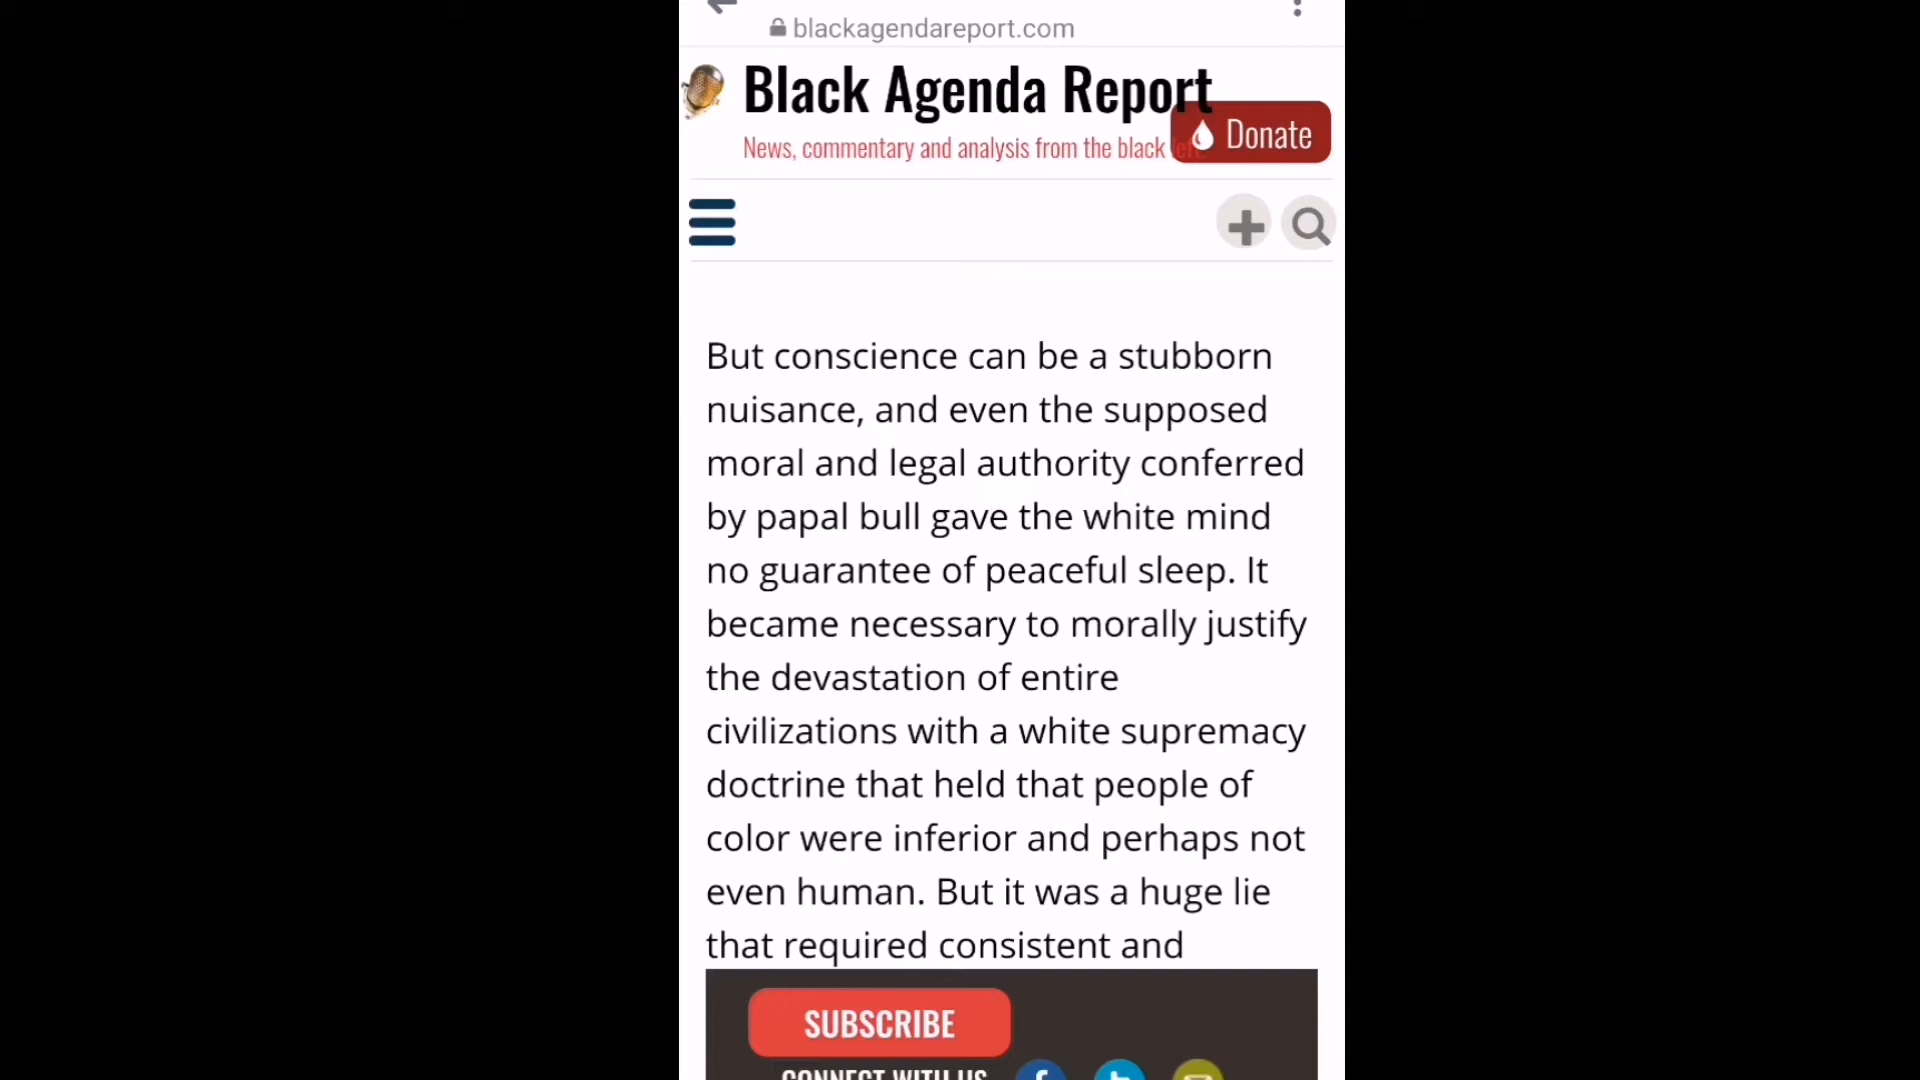 blackagendareport.com
Black Agenda Report
News, commentary and analysis from the black left.
Donate
But conscience can be a stubborn
nuisance, and even the supposed
moral and legal authority conferred
by papal bull gave the white mind
no guarantee of peaceful sleep. It
became necessary to morally justify
the devastation of entire
civilizations with a white supremacy
doctrine that held that people of
color were inferior and perhaps not
even human. But it was a huge lie
that required consistent and
SUBSCRIBE
CONNECT WITH US